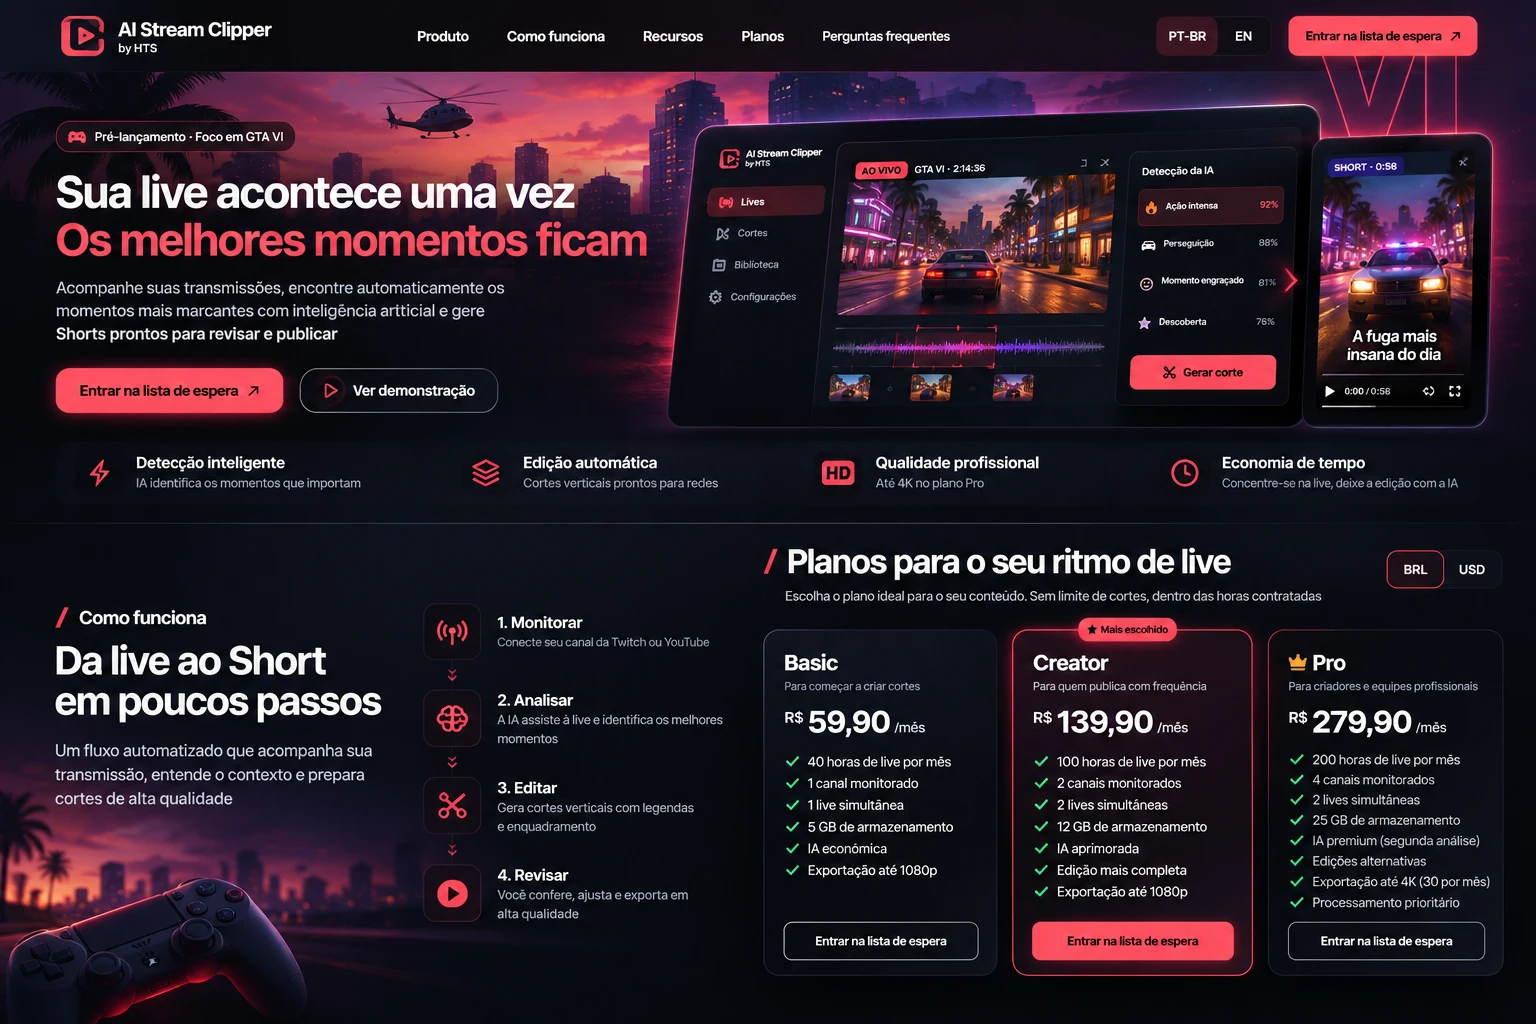 AI Stream Clipper
by HTS
Produto
Como funciona
Recursos
Planos
Perguntas frequentes
PT-BR
EN
Entrar na lista de espera
VI
Pré-lançamento · Foco em GTA VI
Sua live acontece uma vez
Os melhores momentos ficam
Acompanhe suas transmissões, encontre automaticamente os
momentos mais marcantes com inteligência artticial e gere
Shorts prontos para revisar e publicar
Entrar na lista de espera
Ver demonstração
AI Stream Clipper
by HTS
Lives
Cortes
Biblioteca
Configurações
AO VIVO
GTA VI · 2:14:36
Detecção da IA
Ação intensa
92%
Perseguição
88%
Momento engraçado
81%
Descoberta
76%
Gerar corte
SHORT - 0:56
A fuga mais
insana do dia
0:00 / 0:58
Detecção inteligente
IA identifica os momentos que importam
Edição automática
Cortes verticais prontos para redes
HD
Qualidade profissional
Até 4K no plano Pro
Economia de tempo
Concentre-se na live, deixe a edição com a IA
Como funciona
Da live ao Short
em poucos passos
Um fluxo automatizado que acompanha sua
transmissão, entende o contexto e prepara
cortes de alta qualidade
1. Monitorar
Conecte seu canal da Twitch ou YouTube
2. Analisar
A IA assiste à live e identifica os melhores
momentos
3. Editar
Gera cortes verticais com legendas
e enquadramento
4. Revisar
Você confere, ajusta e exporta em
alta qualidade
Planos para o seu ritmo de live
Escolha o plano ideal para o seu conteúdo. Sem limite de cortes, dentro das horas contratadas
BRL
USD
Basic
Para começar a criar cortes
R$ 59,90 /mês
40 horas de live por mês
1 canal monitorado
1 live simultânea
5 GB de armazenamento
IA económica
Exportação até 1080p
Entrar na lista de espera
Mais escolhido
Creator
Para quem publica com frequência
R$ 139,90 /mês
100 horas de live por mês
2 canais monitorados
2 lives simultâneas
12 GB de armazenamento
IA aprimorada
Edição mais completa
Exportação até 1080p
Entrar na lista de espera
Pro
Para criadores e equipes profissionais
R$ 279,90 /mês
200 horas de live por mês
4 canais monitorados
2 lives simultâneas
25 GB de armazenamento
IA premium (segunda análise)
Edições alternativas
Exportação até 4K (30 por mês)
Processamento prioritário
Entrar na lista de espera